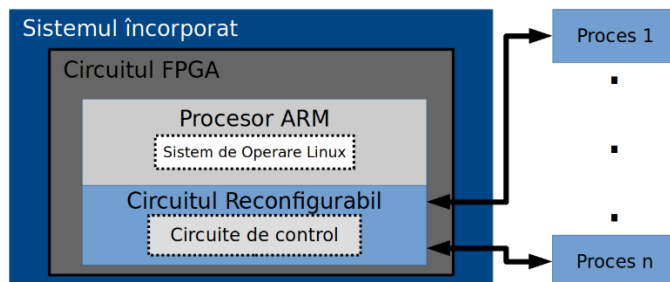 Sistemul încorporat
Circuitul FPGA
Procesor ARM
Sistem de Operare Linux
Circuitul Reconfigurabil
Circuite de control
Proces 1
Proces n